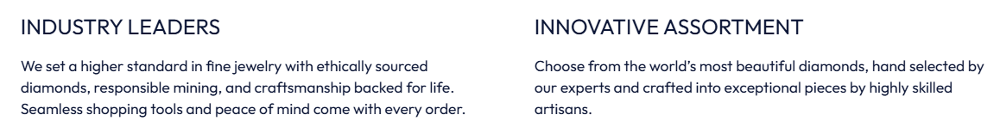 INDUSTRY LEADERS
We set a higher standard in fine jewelry with ethically sourced
diamonds, responsible mining, and craftsmanship backed for life.
Seamless shopping tools and peace of mind come with every order.
INNOVATIVE ASSORTMENT
Choose from the world’s most beautiful diamonds, hand selected by
our experts and crafted into exceptional pieces by highly skilled
artisans.